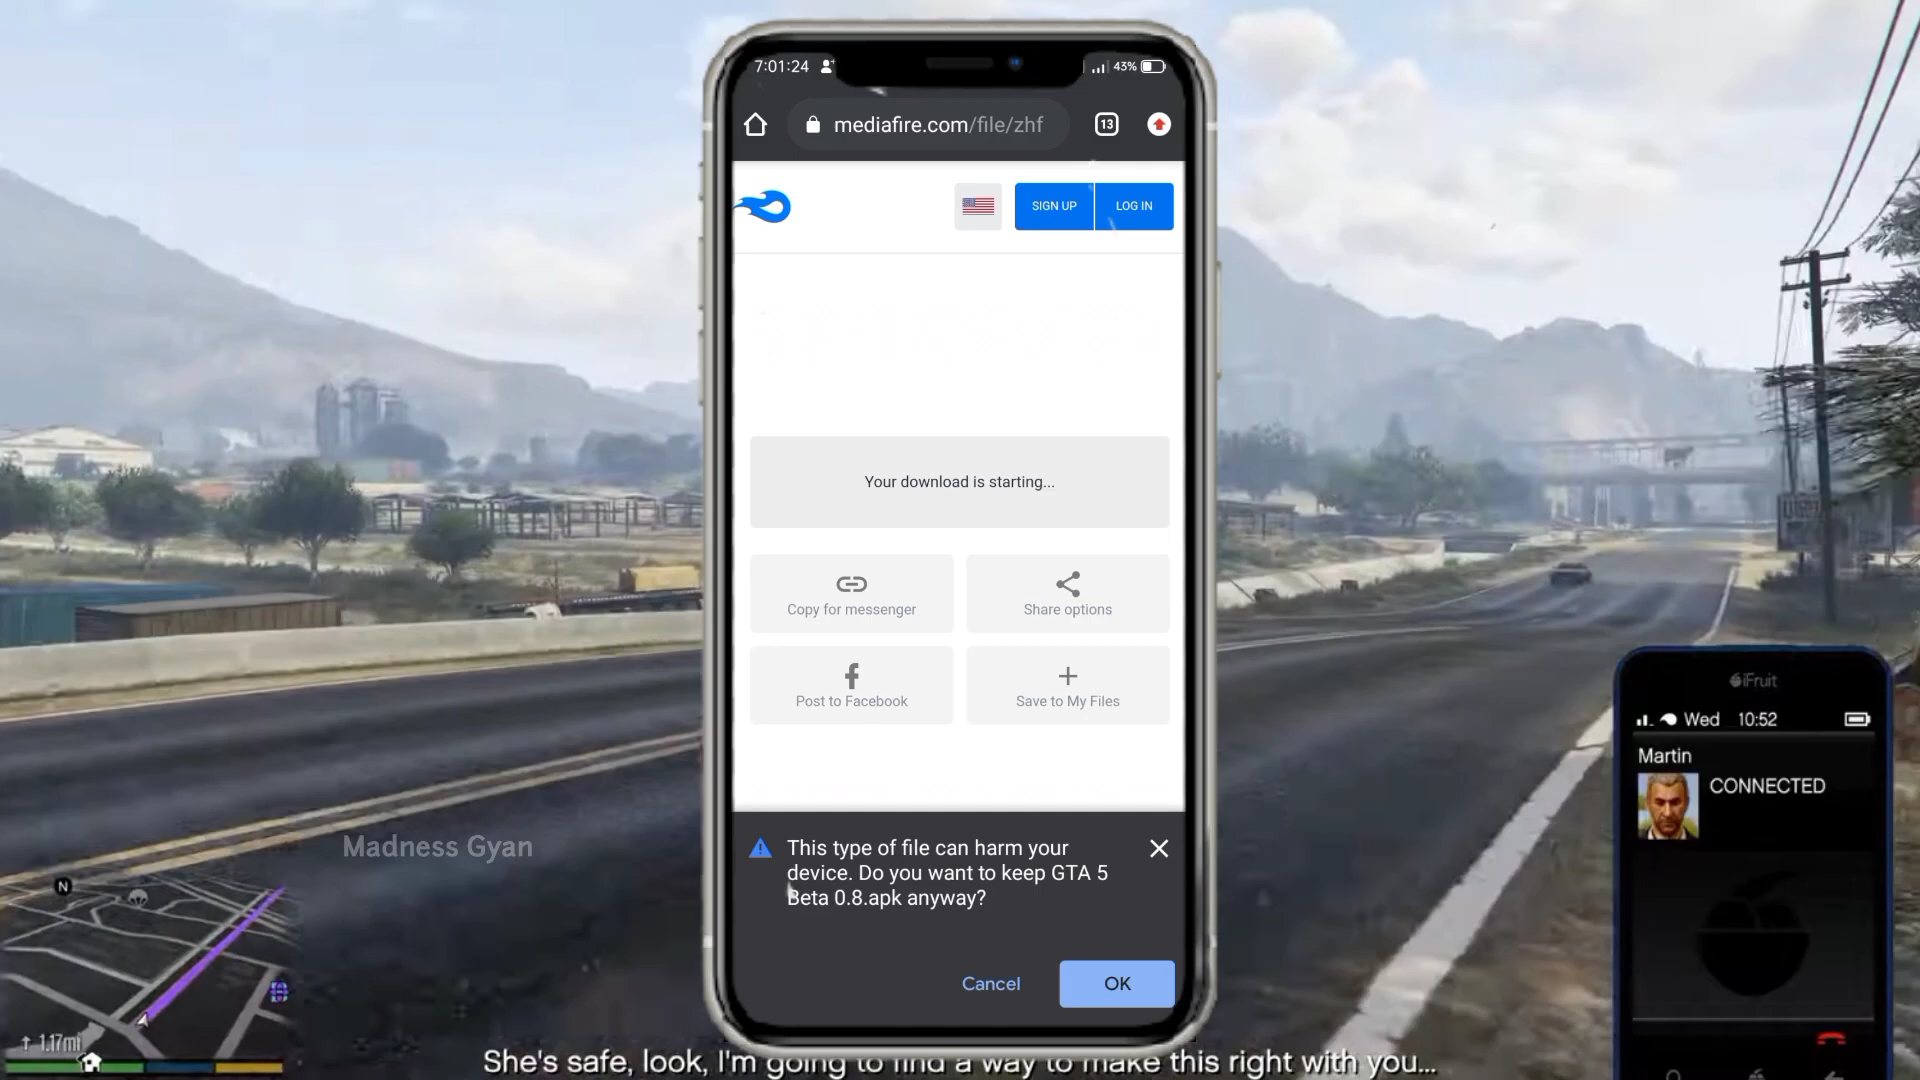 7:01:24
43%
mediafire.com/file/zhf
13
SIGN UP
LOG IN
Your download is starting...
Copy for messenger
Share options
Post to Facebook
Save to My Files
This type of file can harm your
device. Do you want to keep GTA 5
Beta 0.8.apk anyway?
Cancel
OK
Madness Gyan
N
1.17mi
iFruit
Wed 10:52
Martin
CONNECTED
She's safe, look, I'm going to find a way to make this right with you...